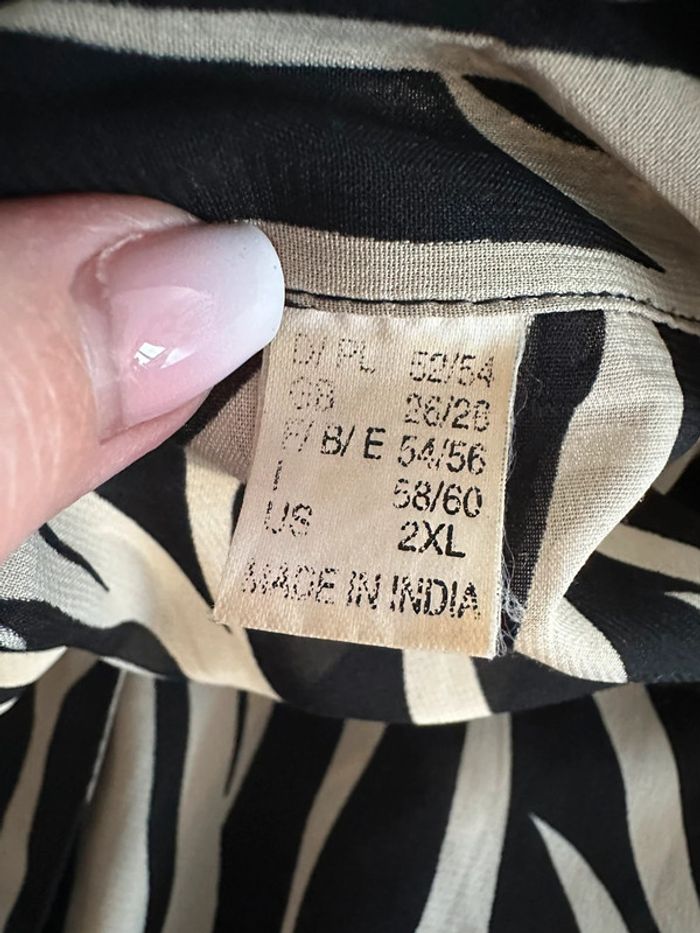 D/ PL 52/54
GB 26/28
F/ B/ E 54/56
I 58/60
US 2XL
MADE IN INDIA